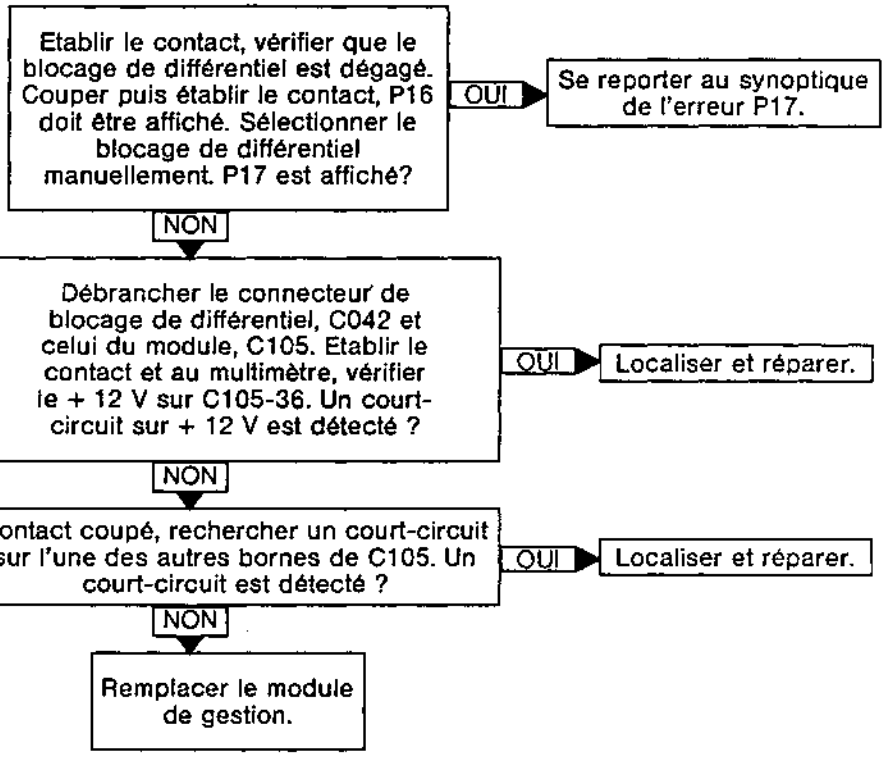 Etablir le contact, vérifier que le
blocage de différentiel est dégagé.
Couper puis établir le contact, P16
doit être affiché. Sélectionner le
blocage de différentiel
manuellement. P17 est affiché?
OUI
Se reporter au synoptique
de l'erreur P17.
NON
Débrancher le connecteur de
blocage de différentiel, C042 et
celui du module, C105. Etablir le
contact et au multimètre, vérifier
le + 12 V sur C105-36. Un court-
circuit sur + 12 V est détecté ?
OUI
Localiser et réparer.
NON
ontact coupé, rechercher un court-circuit
sur l'une des autres bornes de C105. Un
court-circuit est détecté ?
OUI
Localiser et réparer.
NON
Remplacer le module
de gestion.